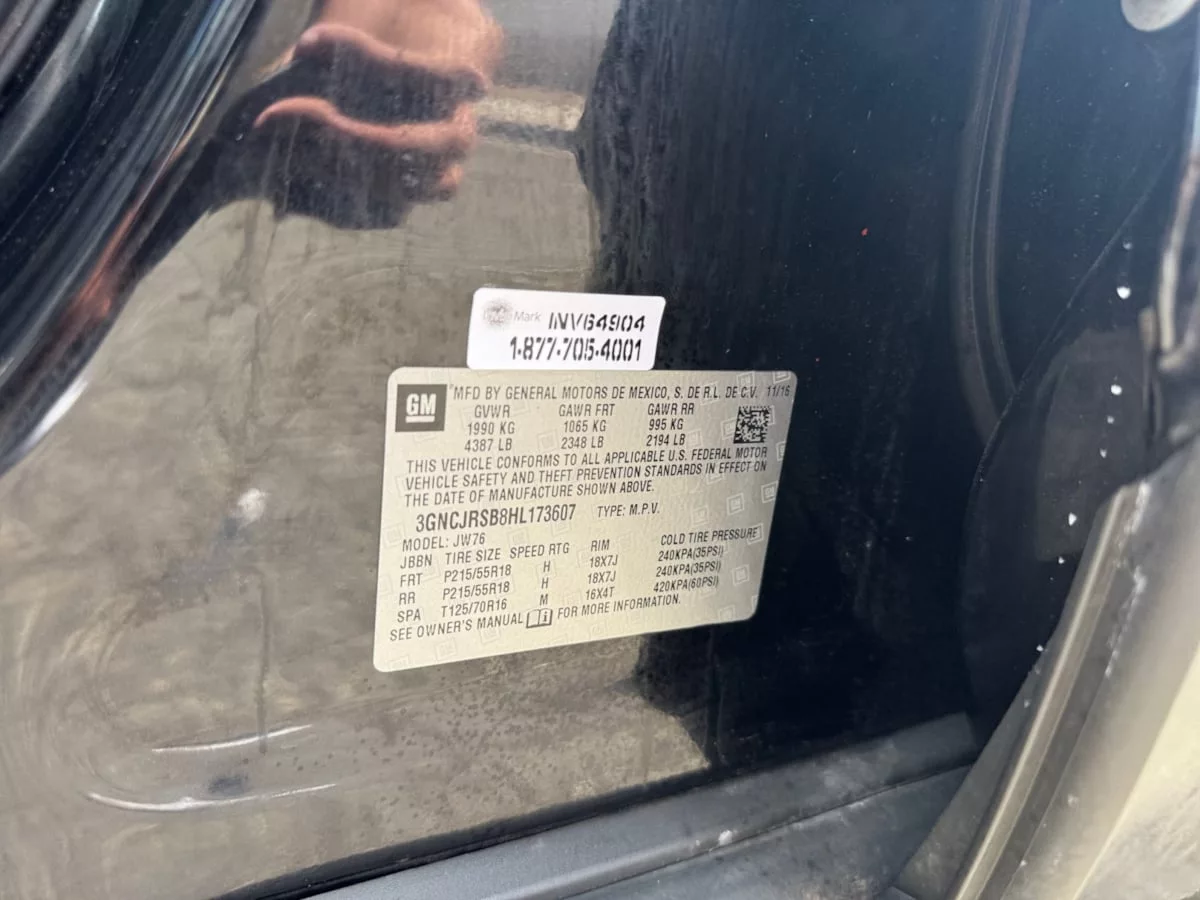 Mark INV64904
1-877-705-4001
GM
MFD BY GENERAL MOTORS DE MEXICO, S. DE R.L. DE C.V. 11/16
GVWR GAWR FRT GAWR RR
1990 KG 1065 KG 995 KG
4387 LB 2348 LB 2194 LB
THIS VEHICLE CONFORMS TO ALL APPLICABLE U.S. FEDERAL MOTOR
VEHICLE SAFETY AND THEFT PREVENTION STANDARDS IN EFFECT ON
THE DATE OF MANUFACTURE SHOWN ABOVE.
3GNCJRSB8HL173607 TYPE: M.P.V.
MODEL: JW76
JBBN TIRE SIZE SPEED RTG RIM COLD TIRE PRESSURE
FRT P215/55R18 H 18X7J 240KPA(35PSI)
RR P215/55R18 H 18X7J 240KPA(35PSI)
SPA T125/70R16 M 16X4T 420KPA(60PSI)
SEE OWNER'S MANUAL FOR MORE INFORMATION.